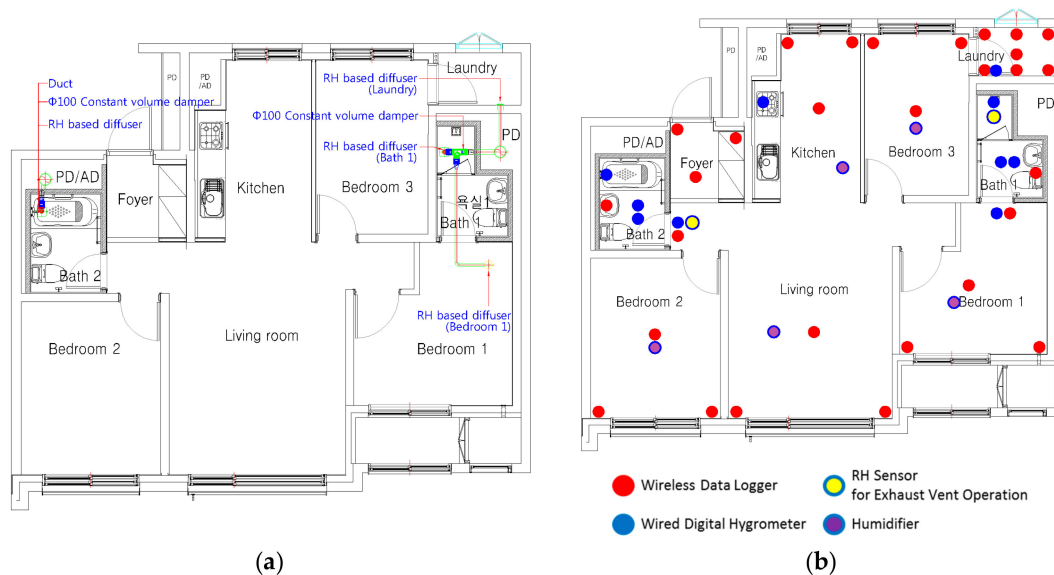 Duct
Φ100 Constant volume damper
RH based diffuser
PD
PD
/AD
RH based diffuser
(Laundry)
Laundry
Φ100 Constant volume damper
PD
RH based diffuser
(Bath 1)
PD/AD
Foyer
Kitchen
Bedroom 3
욕실1
Bath 1
Bath 2
RH based diffuser
(Bedroom 1)
Living room
Bedroom 2
Bedroom 1
(a)
PD
PD
/AD
Laundry
PD
PD/AD
Foyer
Kitchen
Bedroom 3
Bath 1
Bath 2
Bedroom 2
Living room
Bedroom 1
Wireless Data Logger
RH Sensor
for Exhaust Vent Operation
Wired Digital Hygrometer
Humidifier
(b)